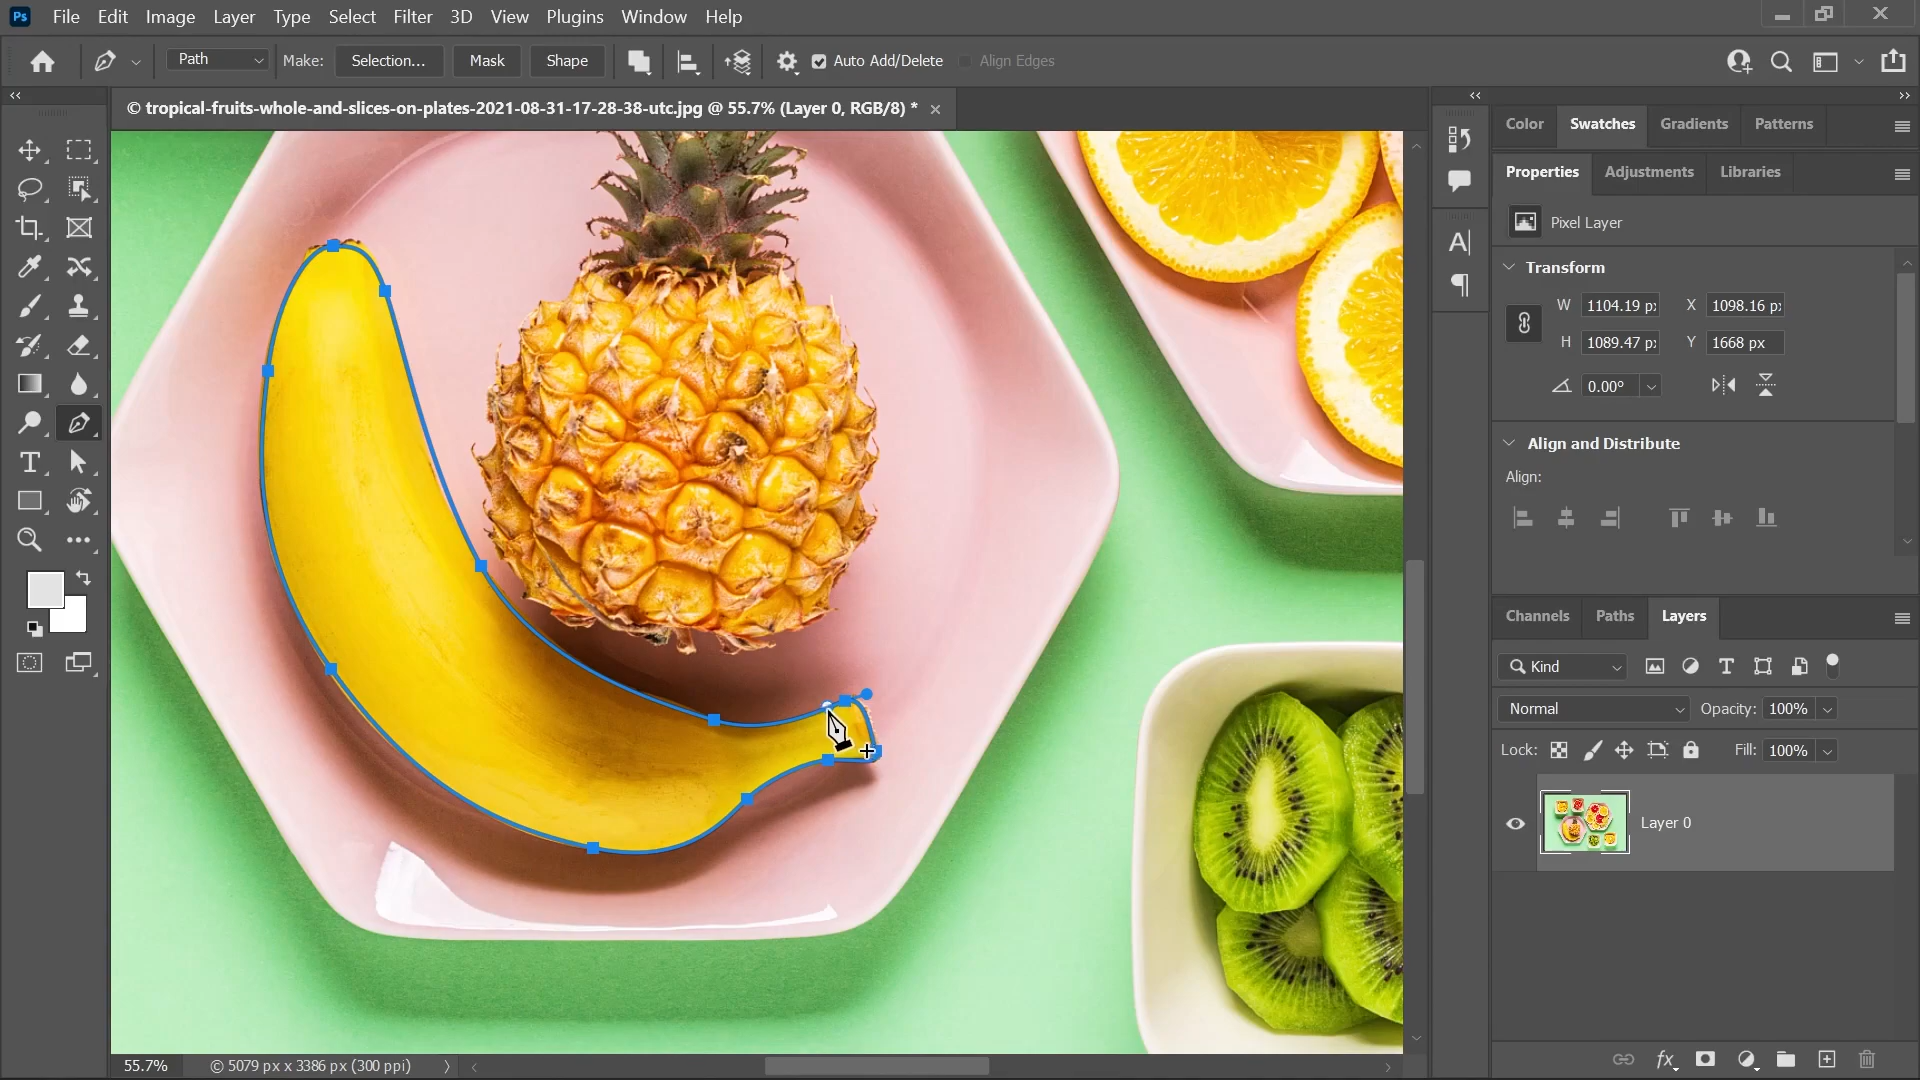 Ps File Edit Image Layer Type Select Filter 3D View Plugins Window Help
Path Make: Selection... Mask Shape Auto Add/Delete Align Edges
© tropical-fruits-whole-and-slices-on-plates-2021-08-31-17-28-38-utc.jpg @ 55.7% (Layer 0, RGB/8) *
Color Swatches Gradients Patterns
Properties Adjustments Libraries
Pixel Layer
Transform
W 1104.19 px X 1098.16 px
H 1089.47 px Y 1668 px
0.00°
Align and Distribute
Align:
Channels Paths Layers
Kind
Normal Opacity: 100%
Lock: Fill: 100%
Layer 0
fx
55.7% © 5079 px x 3386 px (300 ppi)